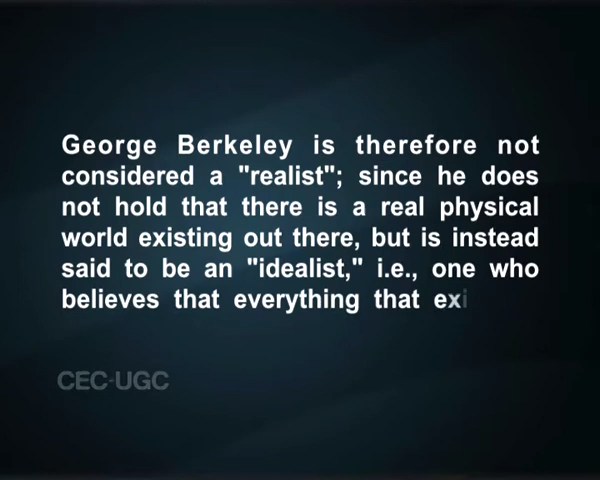 George Berkeley is therefore not
considered a "realist"; since he does
not hold that there is a real physical
world existing out there, but is instead
said to be an "idealist," i.e., one who
believes that everything that exi
CEC-UGC